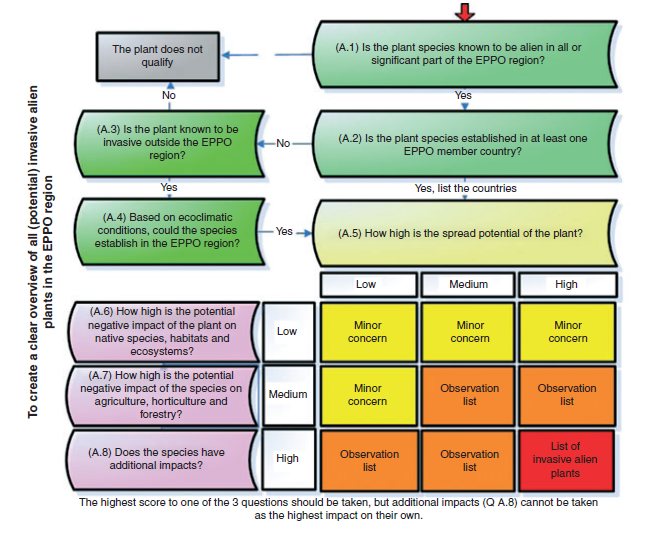 To create a clear overview of all (potential) invasive alien
plants in the EPPO region
The plant does not
qualify
(A.1) Is the plant species known to be alien in all or
significant part of the EPPO region?
No
Yes
(A.3) Is the plant known to be
invasive outside the EPPO
region?
No
(A.2) Is the plant species established in at least one
EPPO member country?
Yes
Yes, list the countries
(A.4) Based on ecoclimatic
conditions, could the species
establish in the EPPO region?
Yes
(A.5) How high is the spread potential of the plant?
Low
Medium
High
(A.6) How high is the potential
negative impact of the plant on
native species, habitats and
ecosystems?
Low
Minor
concern
Minor
concern
Minor
concern
(A.7) How high is the potential
negative impact of the species on
agriculture, horticulture and
forestry?
Medium
Minor
concern
Observation
list
Observation
list
(A.8) Does the species have
additional impacts?
High
Observation
list
Observation
list
List of
invasive alien
plants
The highest score to one of the 3 questions should be taken, but additional impacts (Q A.8) cannot be taken
as the highest impact on their own.